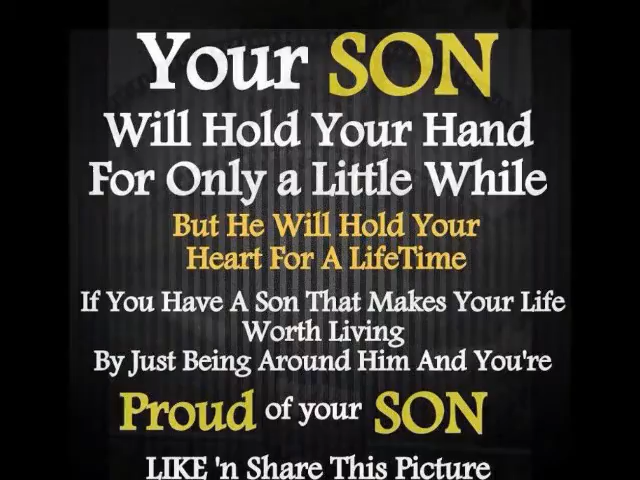 Your SON
Will Hold Your Hand
For Only a Little While
But He Will Hold Your
Heart For A LifeTime
If You Have A Son That Makes Your Life
Worth Living
By Just Being Around Him And You're
Proud of your SON
LIKE 'n Share This Picture